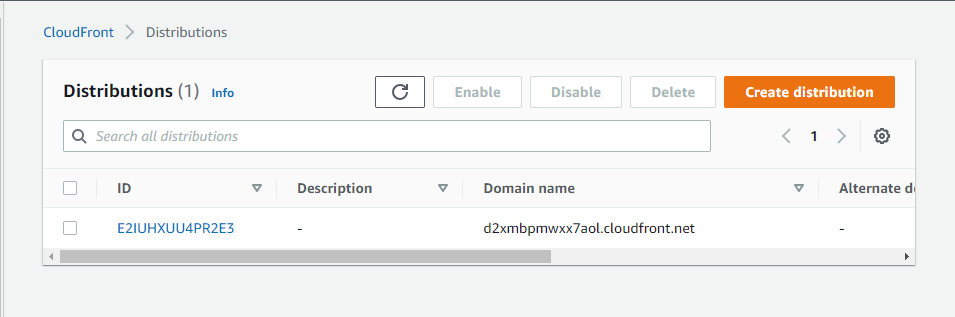 CloudFront > Distributions
Distributions (1) Info Enable Disable Delete Create distribution
Search all distributions 1
ID Description Domain name Alternate d
E2IUHXUU4PR2E3 - d2xmbpmwxx7aol.cloudfront.net -